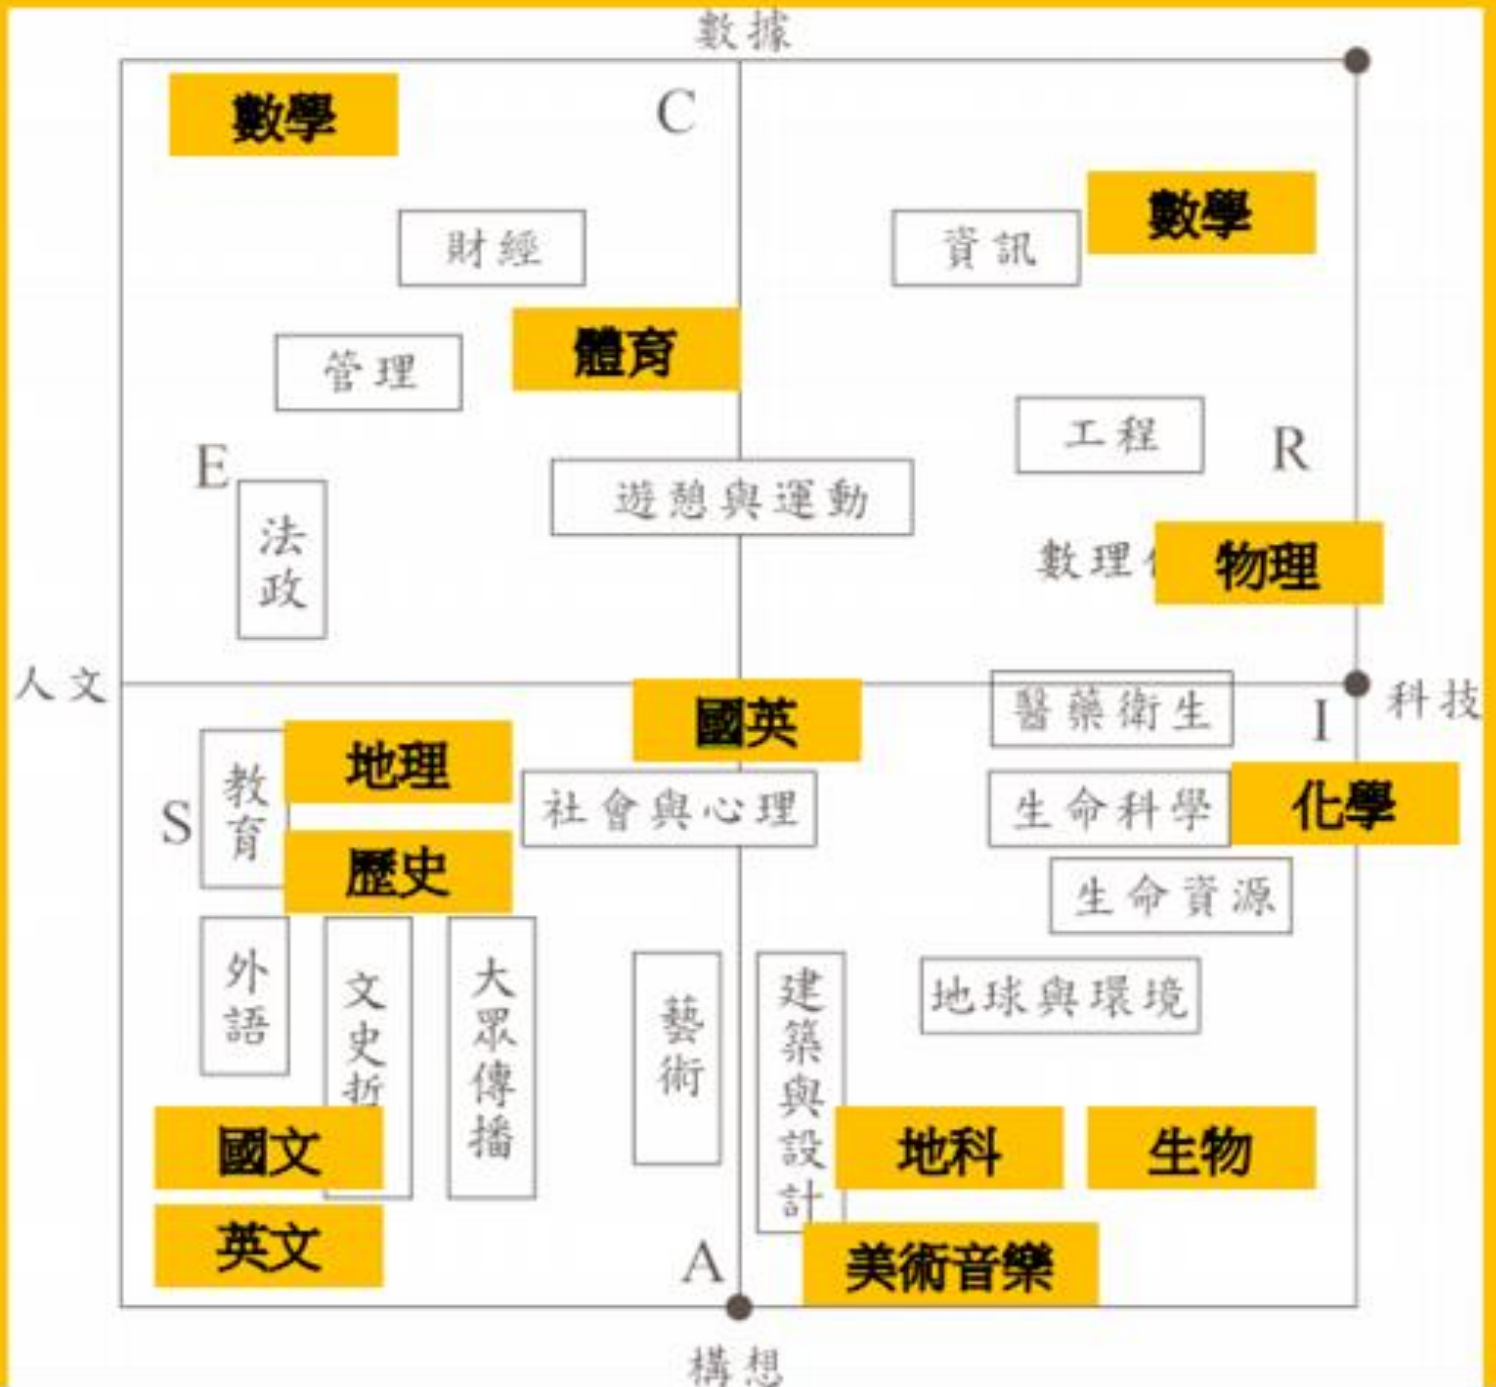 數據
數學
C
數學
財經
資訊
體育
管理
工程
E
R
遊憩與運動
法政
數理
物理
人文
科技
國英
醫藥衛生
I
地理
教育
S
社會與心理
生命科學
化學
歷史
生命資源
外語
文史哲
大眾傳播
藝術
建築與設計
地球與環境
國文
地科
生物
英文
A
美術音樂
構想